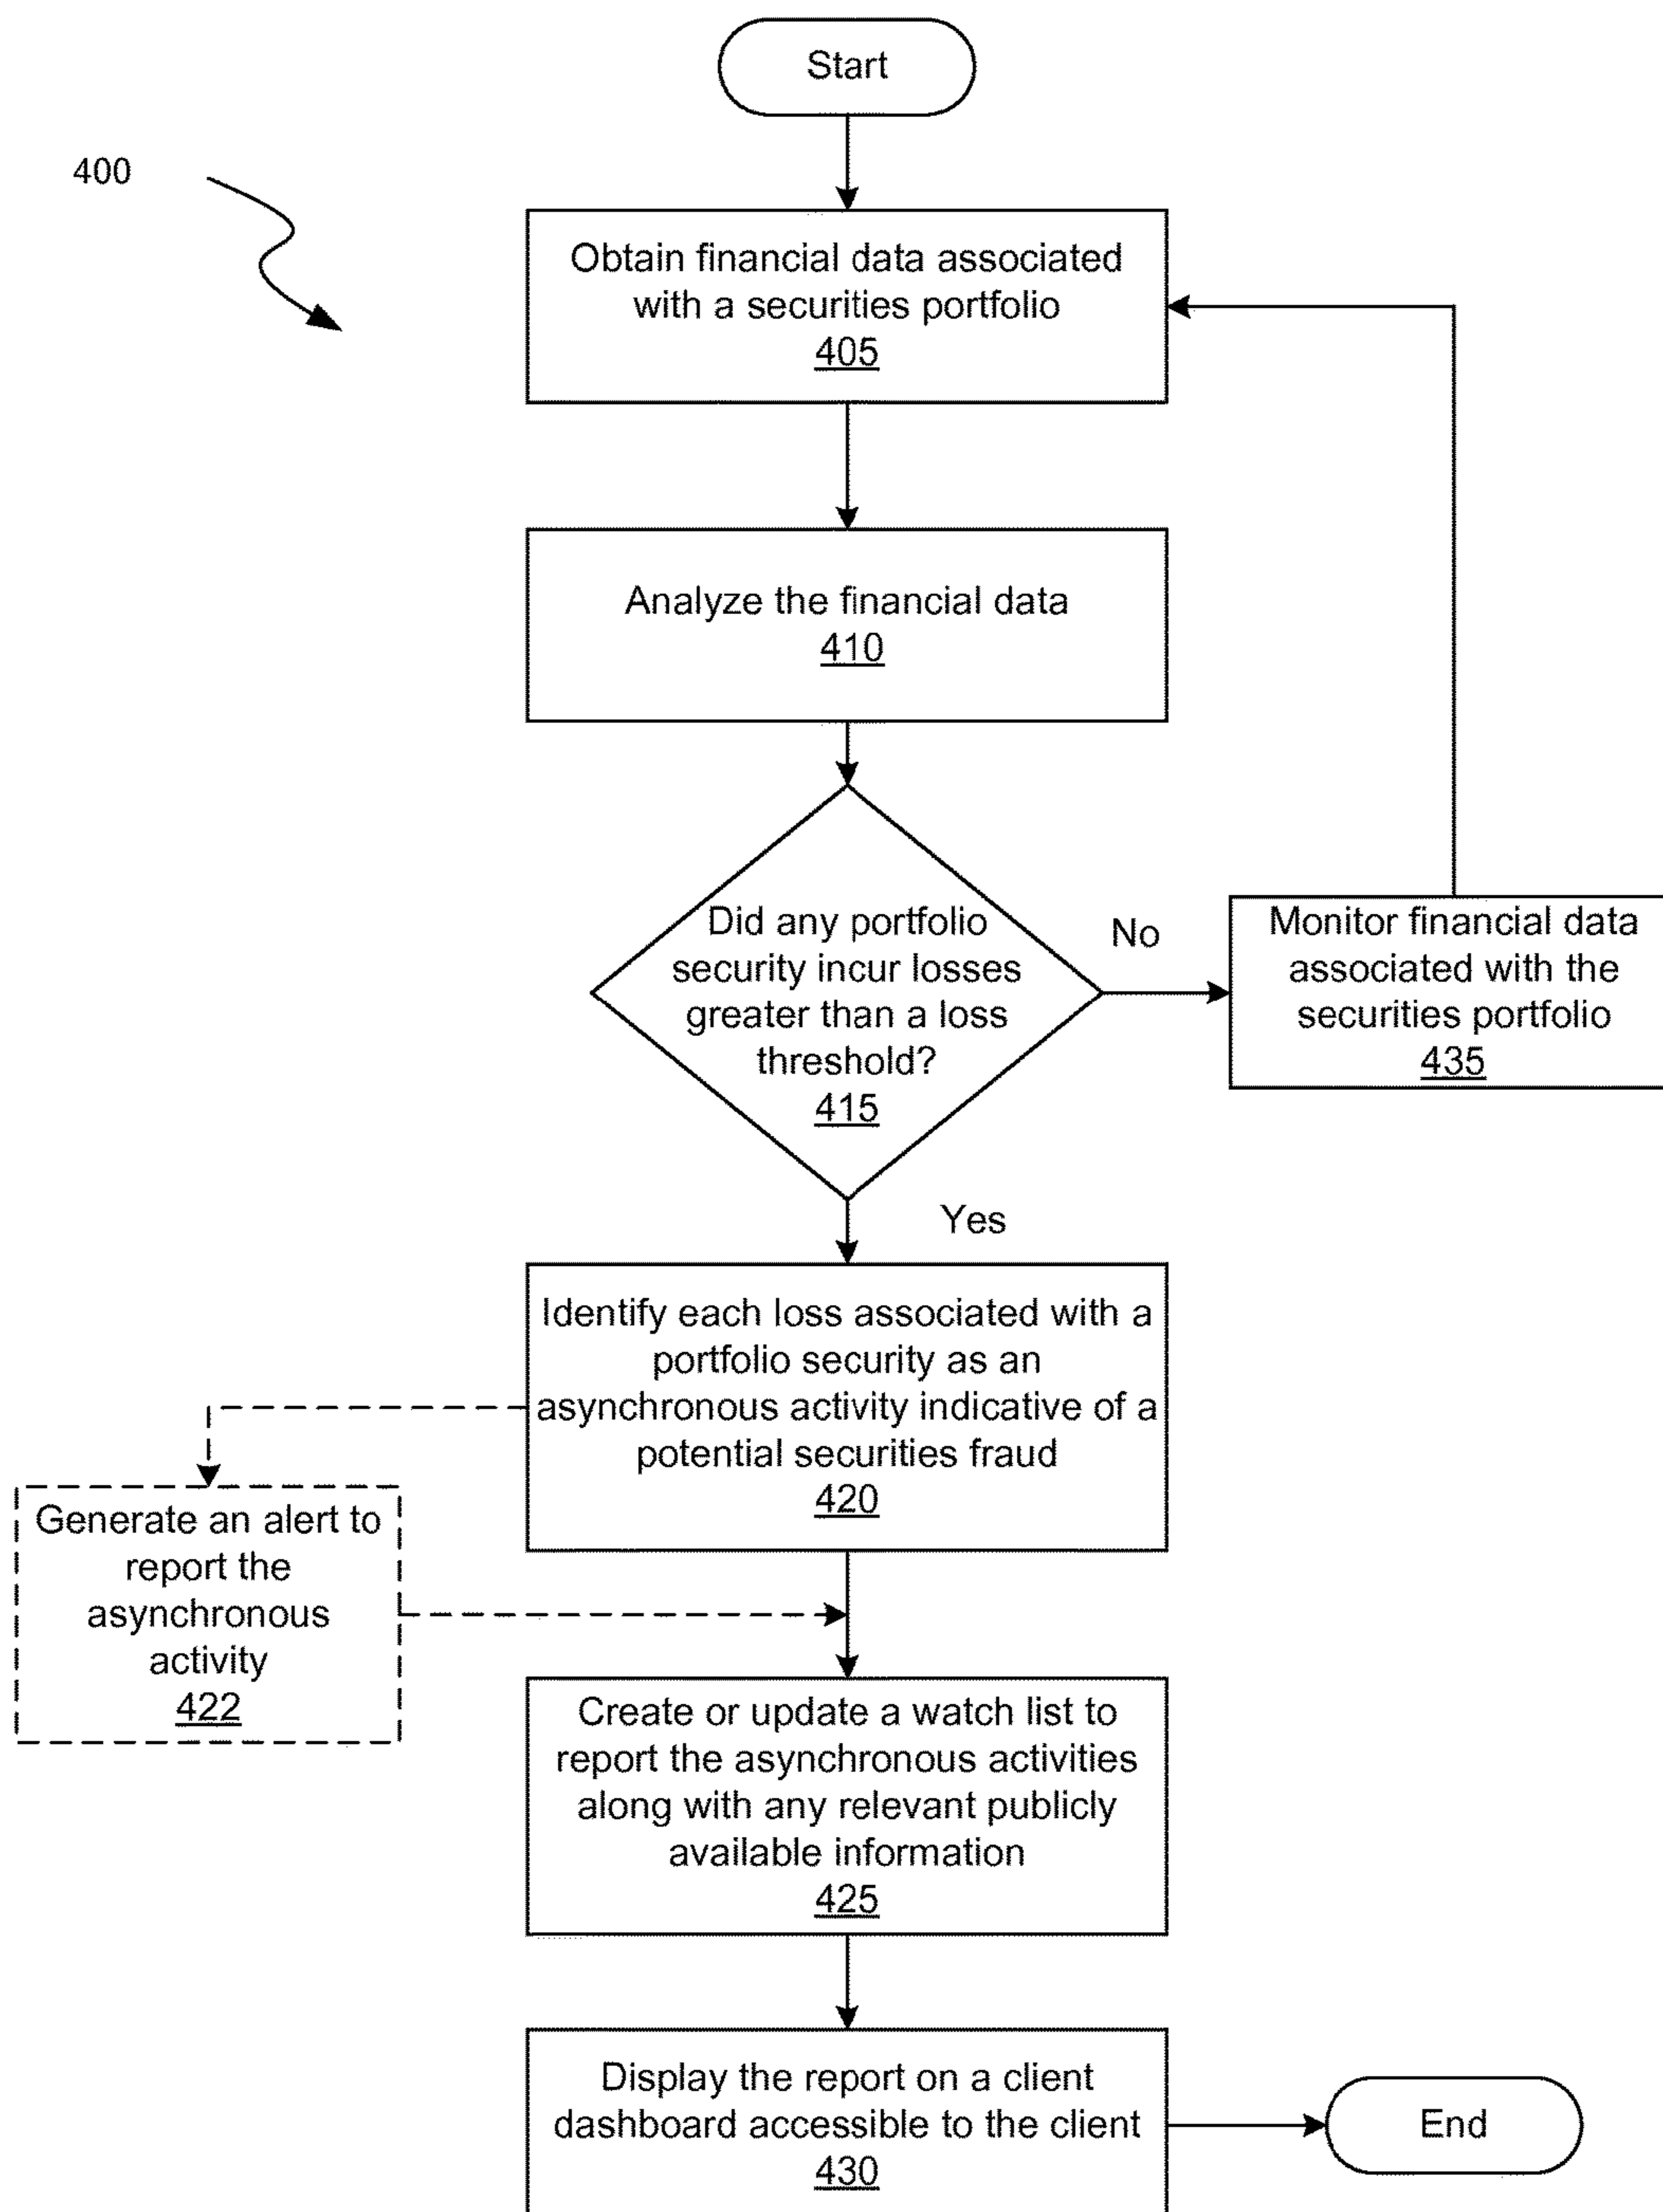 Start
400
Obtain financial data associated
with a securities portfolio
405
Analyze the financial data
410
Did any portfolio
security incur losses
greater than a loss
threshold?
415
No
Monitor financial data
associated with the
securities portfolio
435
Yes
Identify each loss associated with a
portfolio security as an
asynchronous activity indicative of a
potential securities fraud
420
Generate an alert to
report the
asynchronous
activity
422
Create or update a watch list to
report the asynchronous activities
along with any relevant publicly
available information
425
Display the report on a client
dashboard accessible to the client
430
End